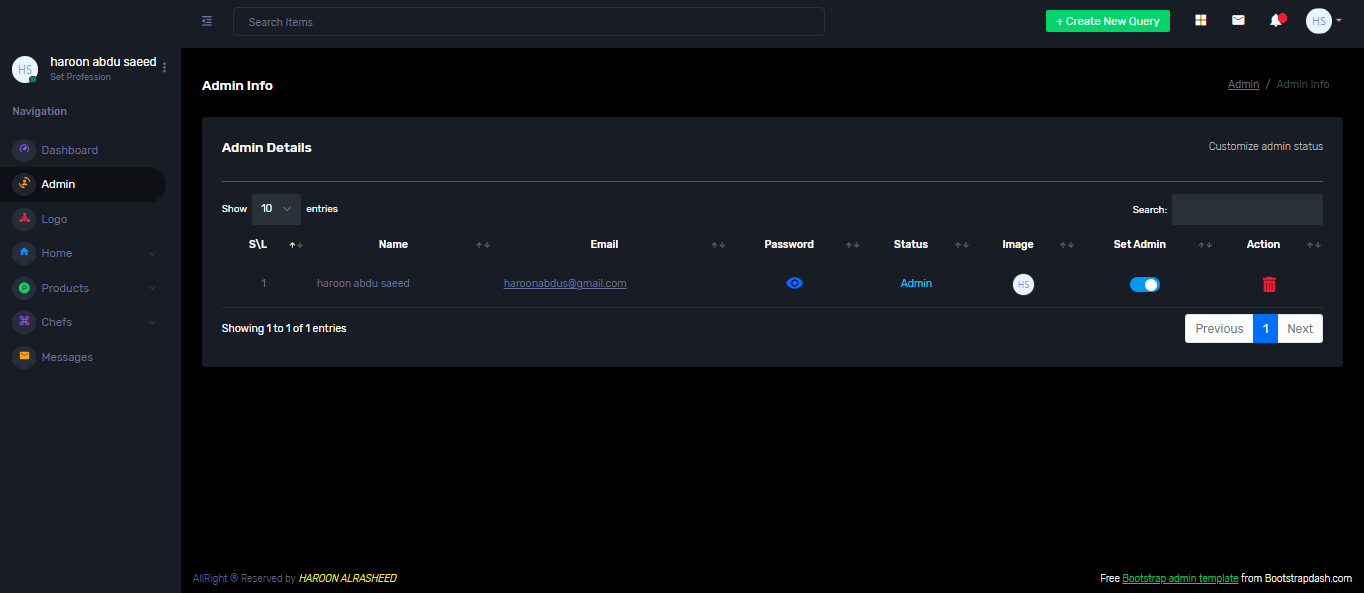 Search Items
+ Create New Query
HS
HS
haroon abdu saeed
Set Profession
Navigation
Dashboard
Admin
Logo
Home
Products
Chefs
Messages
Admin Info
Admin / Admin Info
Admin Details
Customize admin status
Show 10 entries
Search:
S\L Name Email Password Status Image Set Admin Action
1 haroon abdu saeed haroonabdus@gmail.com Admin HS
Showing 1 to 1 of 1 entries
Previous 1 Next
AllRight ® Reserved by HAROON ALRASHEED
Free Bootstrap admin template from Bootstrapdash.com